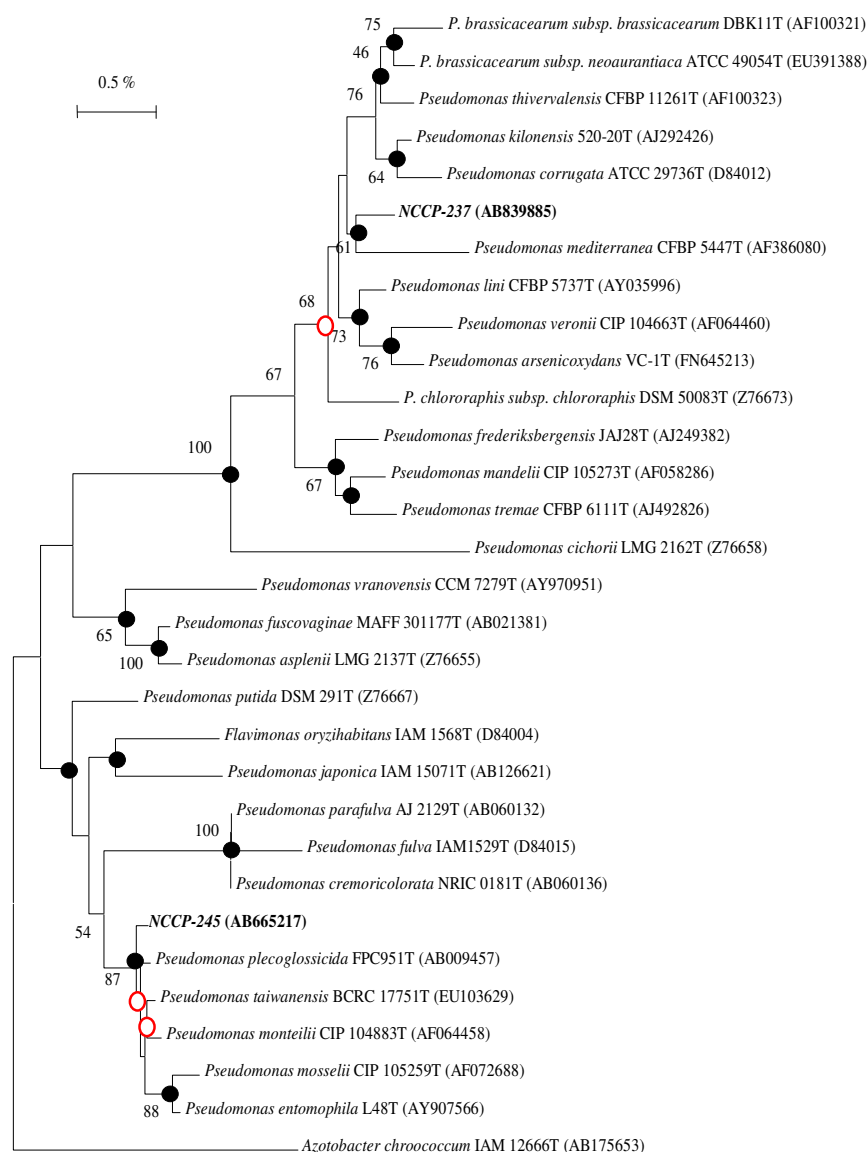 75
P. brassicacearum subsp. brassicacearum DBK11T (AF100321)
46
P. brassicacearum subsp. neoaurantiaca ATCC 49054T (EU391388)
0.5 %
76
Pseudomonas thivervalensis CFBP 11261T (AF100323)
Pseudomonas kilonensis 520-20T (AJ292426)
64
Pseudomonas corrugata ATCC 29736T (D84012)
NCCP-237 (AB839885)
61
Pseudomonas mediterranea CFBP 5447T (AF386080)
Pseudomonas lini CFBP 5737T (AY035996)
68
73
Pseudomonas veronii CIP 104663T (AF064460)
76
Pseudomonas arsenicoxydans VC-1T (FN645213)
67
P. chlororaphis subsp. chlororaphis DSM 50083T (Z76673)
Pseudomonas frederiksbergensis JAJ28T (AJ249382)
100
Pseudomonas mandelii CIP 105273T (AF058286)
67
Pseudomonas tremae CFBP 6111T (AJ492826)
Pseudomonas cichorii LMG 2162T (Z76658)
Pseudomonas vranovensis CCM 7279T (AY970951)
Pseudomonas fuscovaginae MAFF 301177T (AB021381)
65
100
Pseudomonas asplenii LMG 2137T (Z76655)
Pseudomonas putida DSM 291T (Z76667)
Flavimonas oryzihabitans IAM 1568T (D84004)
Pseudomonas japonica IAM 15071T (AB126621)
Pseudomonas parafulva AJ 2129T (AB060132)
100
Pseudomonas fulva IAM1529T (D84015)
Pseudomonas cremoricolorata NRIC 0181T (AB060136)
NCCP-245 (AB665217)
54
Pseudomonas plecoglossicida FPC951T (AB009457)
87
Pseudomonas taiwanensis BCRC 17751T (EU103629)
Pseudomonas monteilii CIP 104883T (AF064458)
Pseudomonas mosselii CIP 105259T (AF072688)
88
Pseudomonas entomophila L48T (AY907566)
Azotobacter chroococcum IAM 12666T (AB175653)